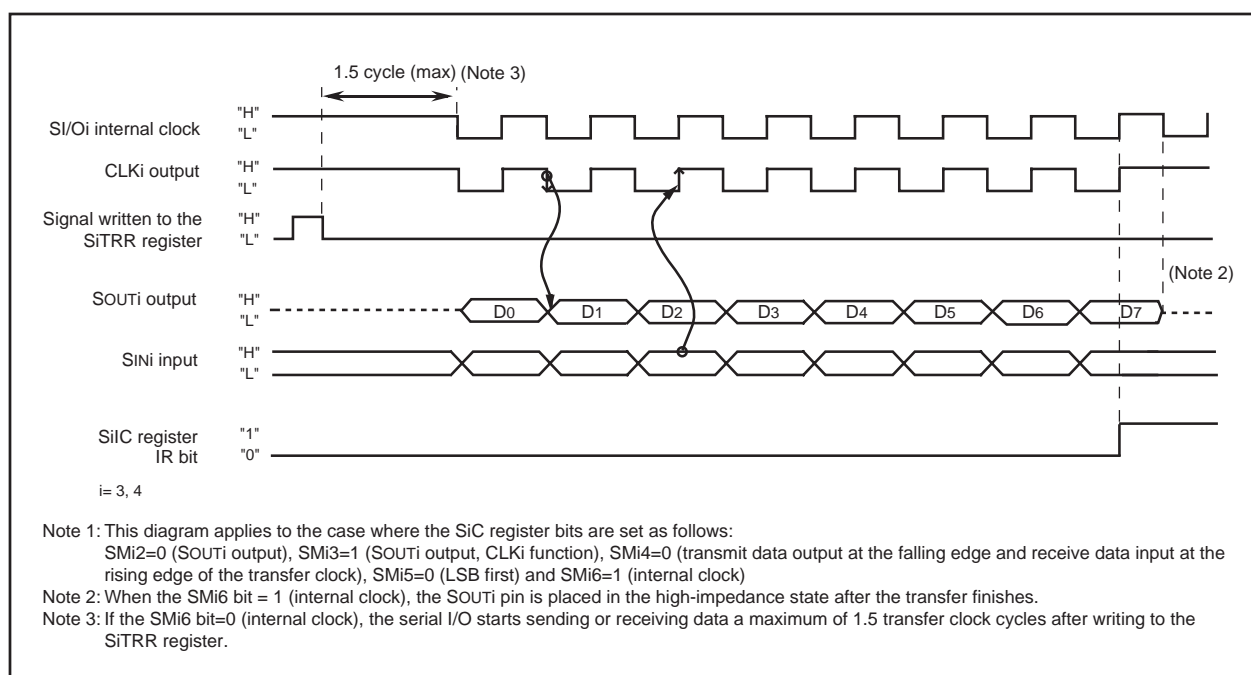 1.5 cycle (max) (Note 3)
SI/Oi internal clock "H" "L"
CLKi output "H" "L"
Signal written to the SiTRR register "H" "L"
SOUTi output "H" "L"
D0 D1 D2 D3 D4 D5 D6 D7
(Note 2)
SINi input "H" "L"
SiIC register IR bit "1" "0"
i= 3, 4
Note 1: This diagram applies to the case where the SiC register bits are set as follows:
SMi2=0 (SOUTi output), SMi3=1 (SOUTi output, CLKi function), SMi4=0 (transmit data output at the falling edge and receive data input at the
rising edge of the transfer clock), SMi5=0 (LSB first) and SMi6=1 (internal clock)
Note 2: When the SMi6 bit = 1 (internal clock), the SOUTi pin is placed in the high-impedance state after the transfer finishes.
Note 3: If the SMi6 bit=0 (internal clock), the serial I/O starts sending or receiving data a maximum of 1.5 transfer clock cycles after writing to the
SiTRR register.